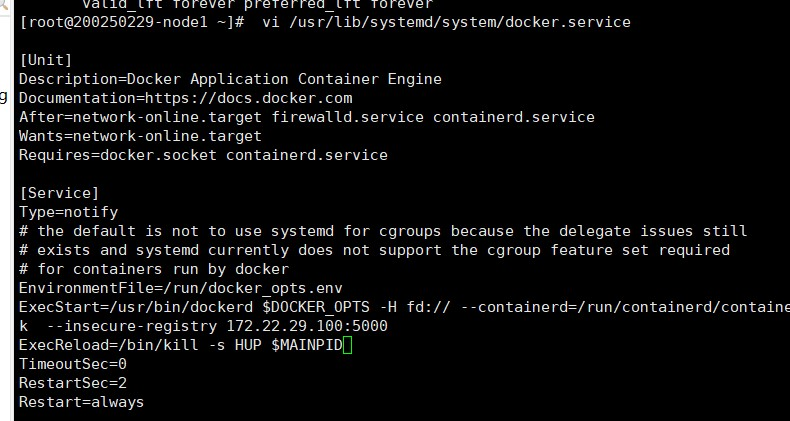 valid_lft forever preferred_lft forever
[root@200250229-node1 ~]#  vi /usr/lib/systemd/system/docker.service
[Unit]
Description=Docker Application Container Engine
Documentation=https://docs.docker.com
After=network-online.target firewalld.service containerd.service
Wants=network-online.target
Requires=docker.socket containerd.service
[Service]
Type=notify
# the default is not to use systemd for cgroups because the delegate issues still
# exists and systemd currently does not support the cgroup feature set required
# for containers run by docker
EnvironmentFile=/run/docker_opts.env
ExecStart=/usr/bin/dockerd $DOCKER_OPTS -H fd:// --containerd=/run/containerd/containe
k  --insecure-registry 172.22.29.100:5000
ExecReload=/bin/kill -s HUP $MAINPID
TimeoutSec=0
RestartSec=2
Restart=always
g